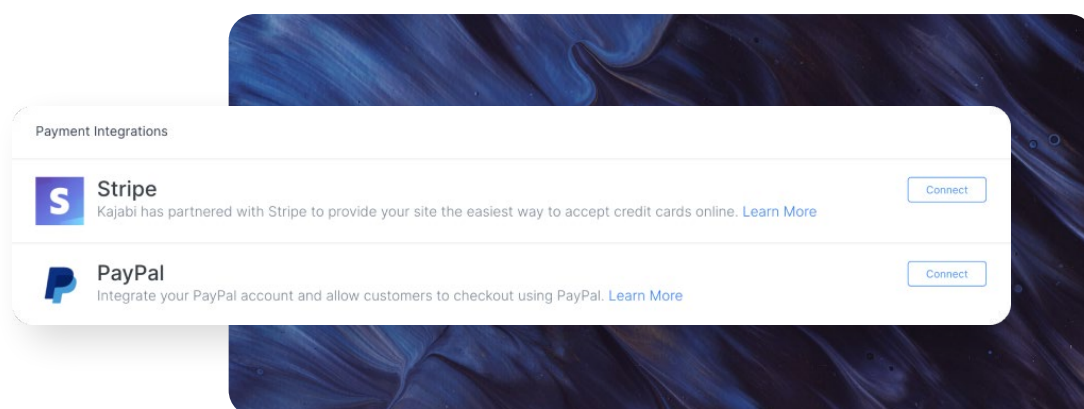 Payment Integrations
S
Stripe
Connect
Kajabi has partnered with Stripe to provide your site the easiest way to accept credit cards online. Learn More
PayPal
Connect
Integrate your PayPal account and allow customers to checkout using PayPal. Learn More